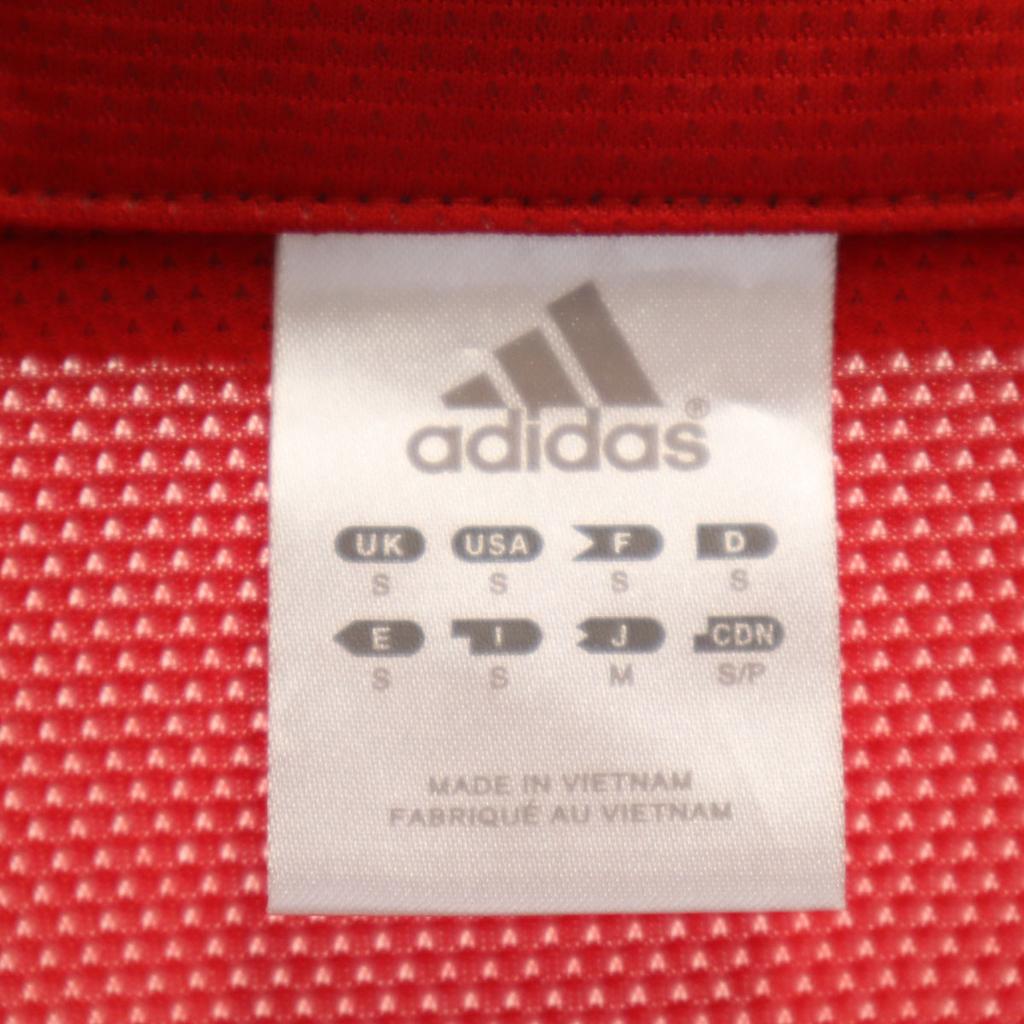 adidas®
UK USA F D
S S S S
E I J CDN
S S M S/P
MADE IN VIETNAM
FABRIQUÉ AU VIETNAM